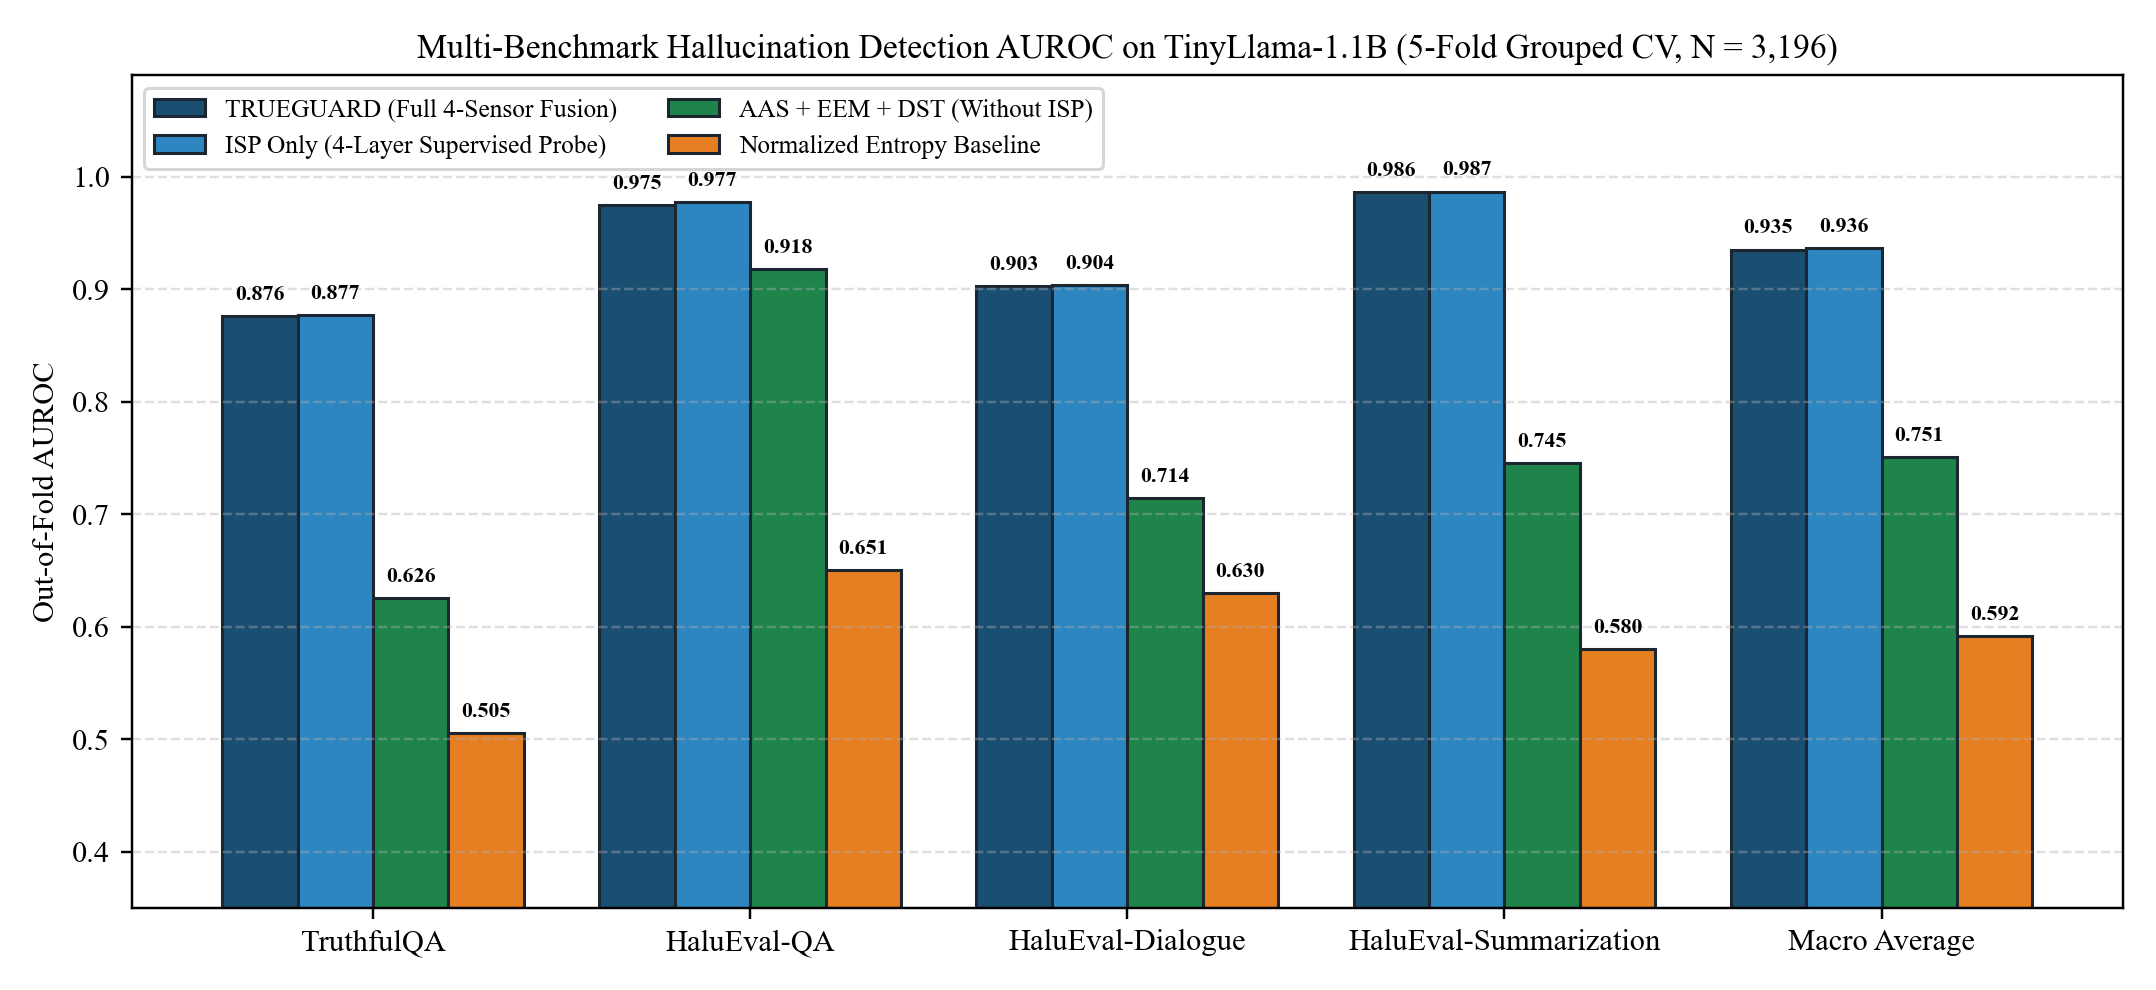 Multi-Benchmark Hallucination Detection AUROC on TinyLlama-1.1B (5-Fold Grouped CV, N = 3,196)
TRUEGUARD (Full 4-Sensor Fusion)
ISP Only (4-Layer Supervised Probe)
AAS + EEM + DST (Without ISP)
Normalized Entropy Baseline
Out-of-Fold AUROC
1.0
0.9
0.8
0.7
0.6
0.5
0.4
0.876
0.877
0.626
0.505
0.975
0.977
0.918
0.651
0.903
0.904
0.714
0.630
0.986
0.987
0.745
0.580
0.935
0.936
0.751
0.592
TruthfulQA
HaluEval-QA
HaluEval-Dialogue
HaluEval-Summarization
Macro Average